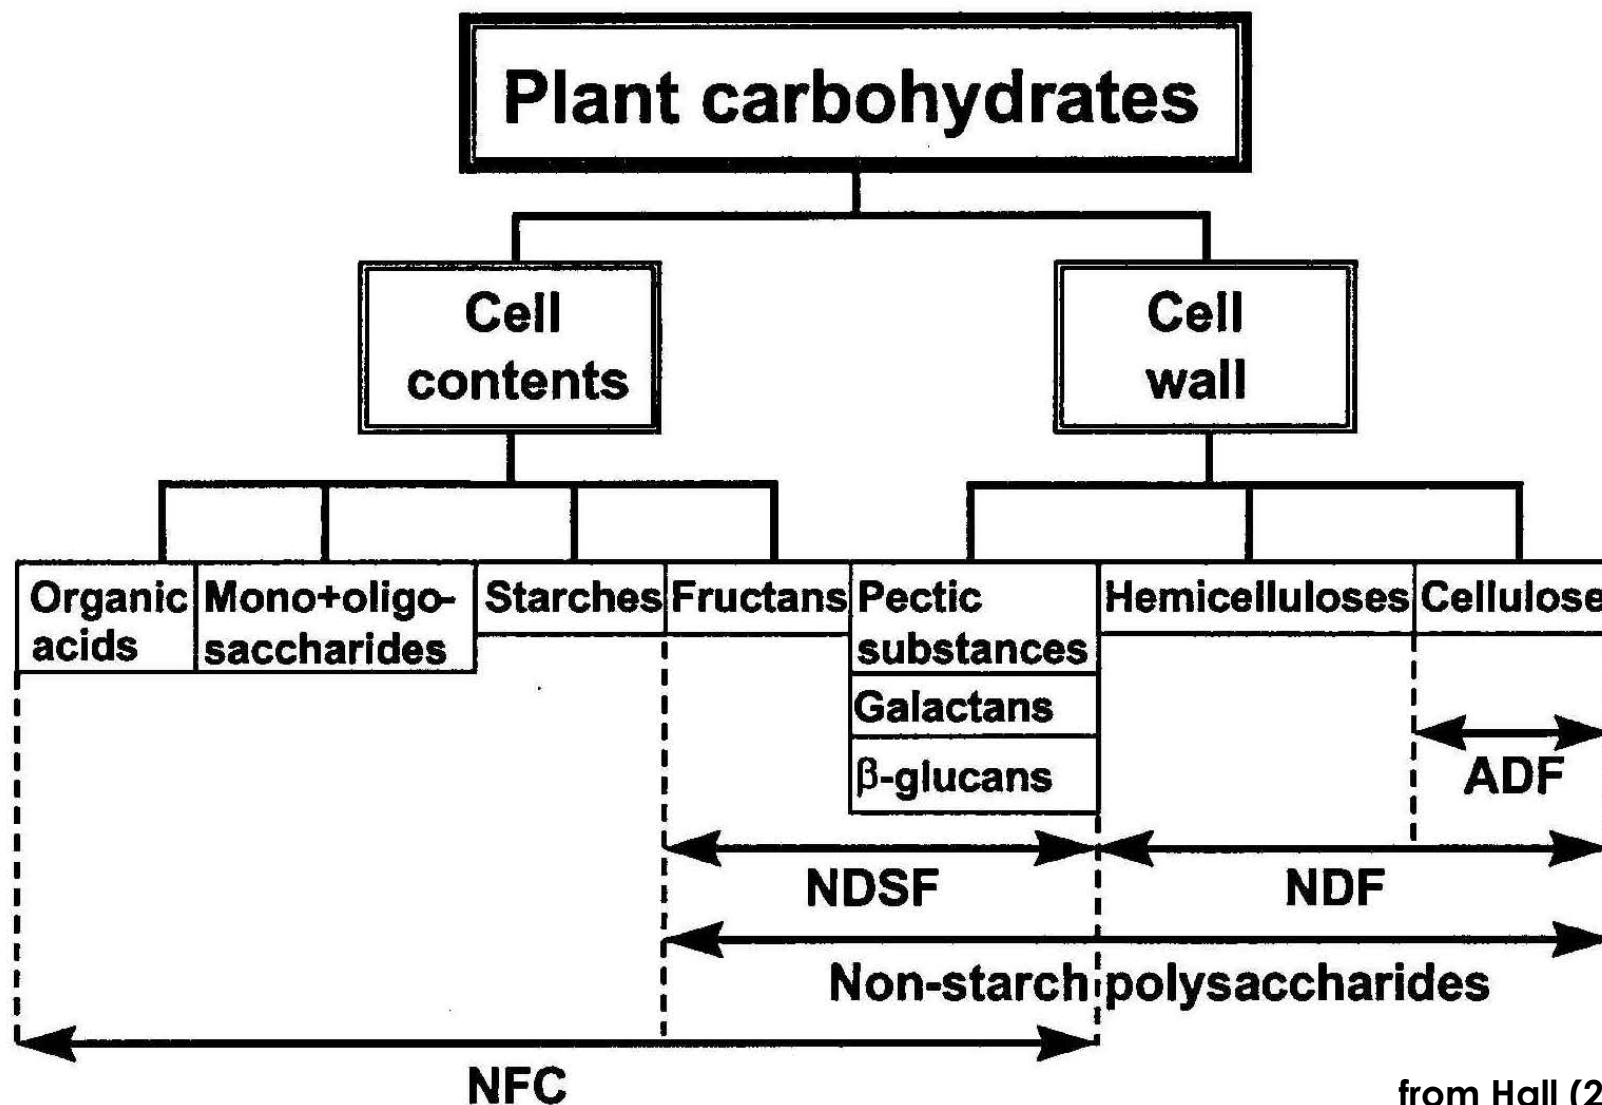 Plant carbohydrates
Cell
contents
Cell
wall
Organic
acids
Mono+oligo-
saccharides
Starches
Fructans
Pectic
substances
Galactans
β-glucans
Hemicelluloses
Cellulose
ADF
NDSF
NDF
Non-starch polysaccharides
NFC
from Hall (2